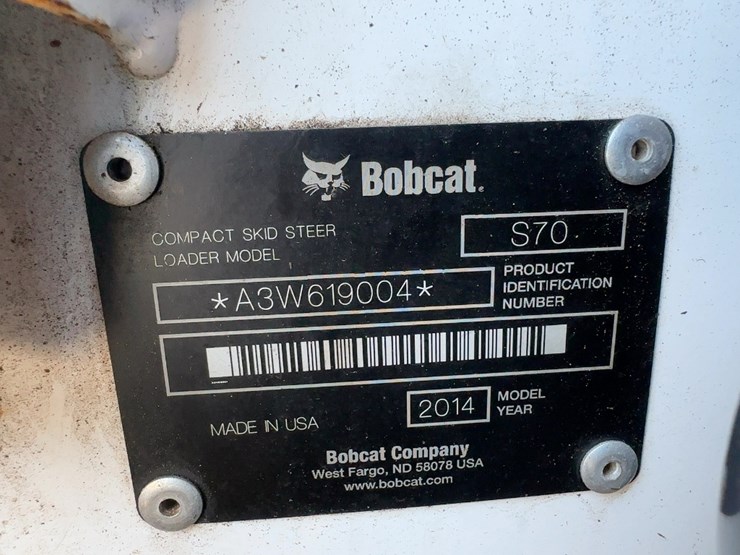 Bobcat.
COMPACT SKID STEER
LOADER MODEL
S70
PRODUCT
IDENTIFICATION
NUMBER
*A3W619004*
MADE IN USA
2014
MODEL
YEAR
Bobcat Company
West Fargo, ND 58078 USA
www.bobcat.com